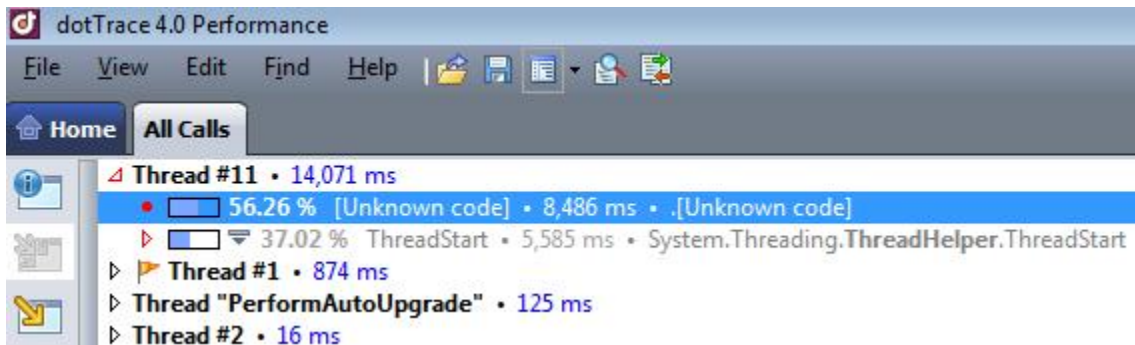 dotTrace 4.0 Performance
File View Edit Find Help
Home All Calls
Thread #11 • 14,071 ms
56.26 % [Unknown code] • 8,486 ms • .[Unknown code]
37.02 % ThreadStart • 5,585 ms • System.Threading.ThreadHelper.ThreadStart
Thread #1 • 874 ms
Thread "PerformAutoUpgrade" • 125 ms
Thread #2 • 16 ms